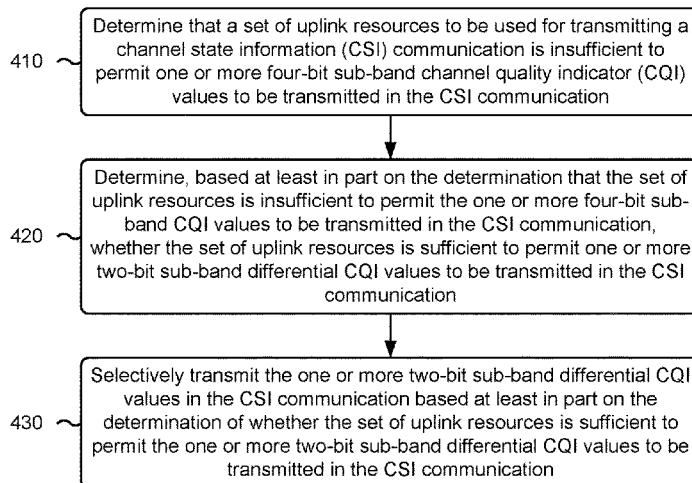 410
Determine that a set of uplink resources to be used for transmitting a
channel state information (CSI) communication is insufficient to
permit one or more four-bit sub-band channel quality indicator (CQI)
values to be transmitted in the CSI communication
420
Determine, based at least in part on the determination that the set of
uplink resources is insufficient to permit the one or more four-bit sub-
band CQI values to be transmitted in the CSI communication,
whether the set of uplink resources is sufficient to permit one or more
two-bit sub-band differential CQI values to be transmitted in the CSI
communication
430
Selectively transmit the one or more two-bit sub-band differential CQI
values in the CSI communication based at least in part on the
determination of whether the set of uplink resources is sufficient to
permit the one or more two-bit sub-band differential CQI values to be
transmitted in the CSI communication